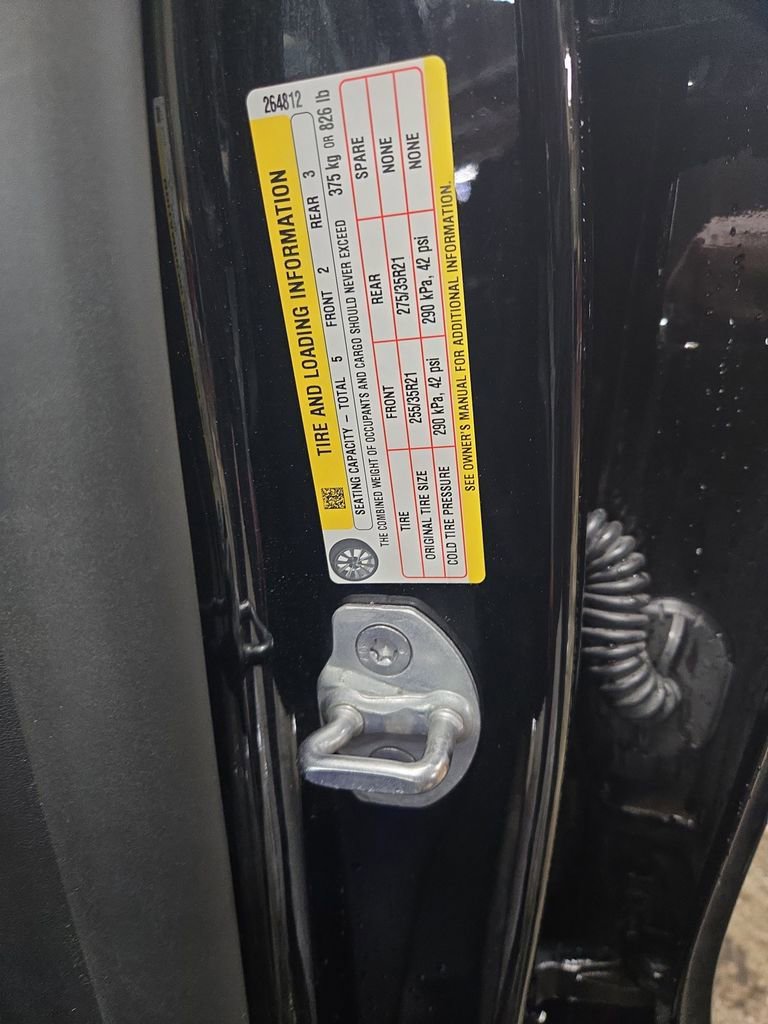 264812
TIRE AND LOADING INFORMATION
SEATING CAPACITY – TOTAL 5 FRONT 2 REAR 3
THE COMBINED WEIGHT OF OCCUPANTS AND CARGO SHOULD NEVER EXCEED 375 kg OR 826 lb
TIRE FRONT REAR SPARE
ORIGINAL TIRE SIZE 255/35R21 275/35R21 NONE
COLD TIRE PRESSURE 290 kPa, 42 psi 290 kPa, 42 psi NONE
SEE OWNER'S MANUAL FOR ADDITIONAL INFORMATION.